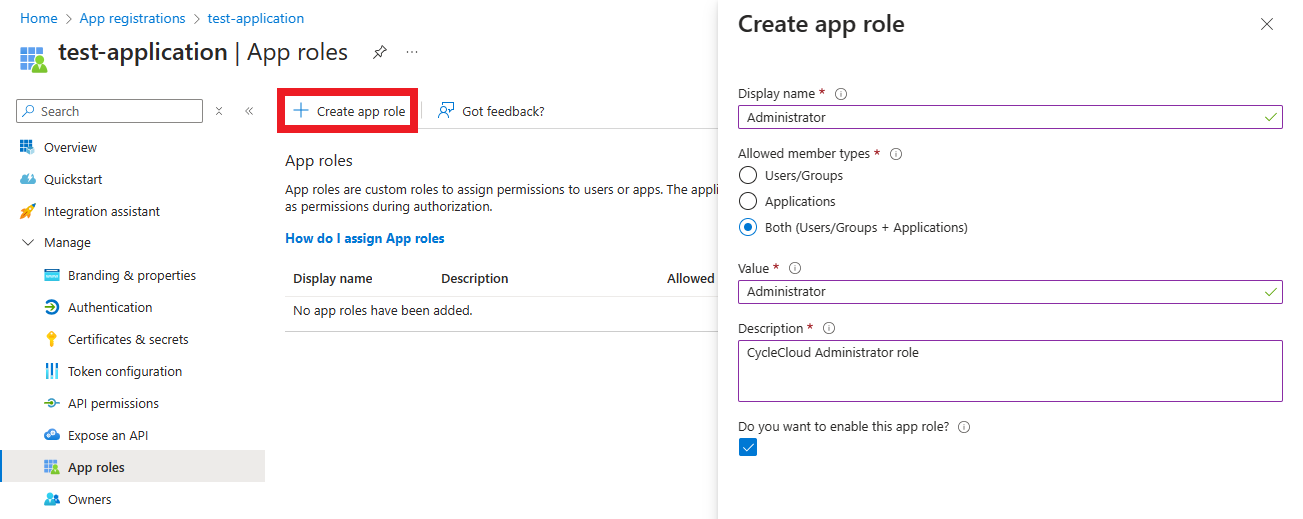 Home > App registrations > test-application
test-application | App roles
Search
Overview
Quickstart
Integration assistant
Manage
Branding & properties
Authentication
Certificates & secrets
Token configuration
API permissions
Expose an API
App roles
Owners
Create app role
Got feedback?
App roles
App roles are custom roles to assign permissions to users or apps. The appli
as permissions during authorization.
How do I assign App roles
Display name Description Allowed
No app roles have been added.
Create app role
Display name *
Administrator
Allowed member types *
Users/Groups
Applications
Both (Users/Groups + Applications)
Value *
Administrator
Description *
CycleCloud Administrator role
Do you want to enable this app role?